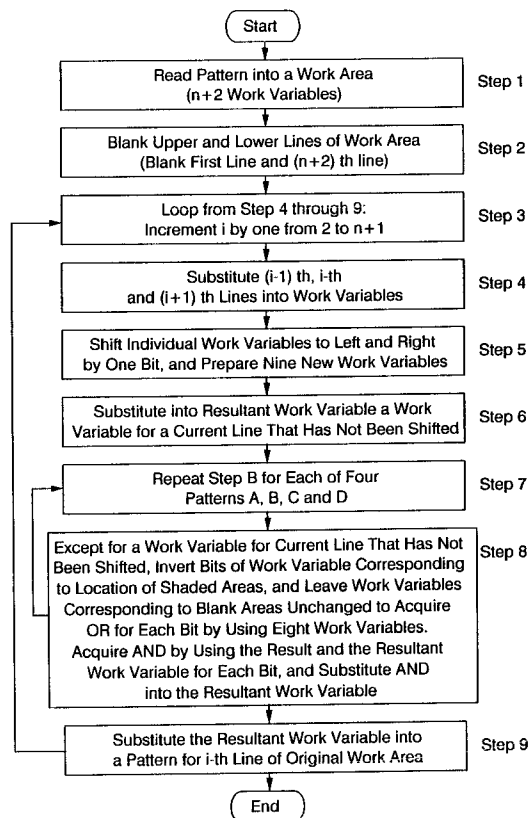 Start
Read Pattern into a Work Area
(n+2 Work Variables)
Step 1
Blank Upper and Lower Lines of Work Area
(Blank First Line and (n+2) th line)
Step 2
Loop from Step 4 through 9:
Increment i by one from 2 to n+1
Step 3
Substitute (i-1) th, i-th
and (i+1) th Lines into Work Variables
Step 4
Shift Individual Work Variables to Left and Right
by One Bit, and Prepare Nine New Work Variables
Step 5
Substitute into Resultant Work Variable a Work
Variable for a Current Line That Has Not Been Shifted
Step 6
Repeat Step B for Each of Four
Patterns A, B, C and D
Step 7
Except for a Work Variable for Current Line That Has Not
Been Shifted, Invert Bits of Work Variable Corresponding
to Location of Shaded Areas, and Leave Work Variables
Corresponding to Blank Areas Unchanged to Acquire
OR for Each Bit by Using Eight Work Variables.
Acquire AND by Using the Result and the Resultant
Work Variable for Each Bit, and Substitute AND
into the Resultant Work Variable
Step 8
Substitute the Resultant Work Variable into
a Pattern for i-th Line of Original Work Area
Step 9
End